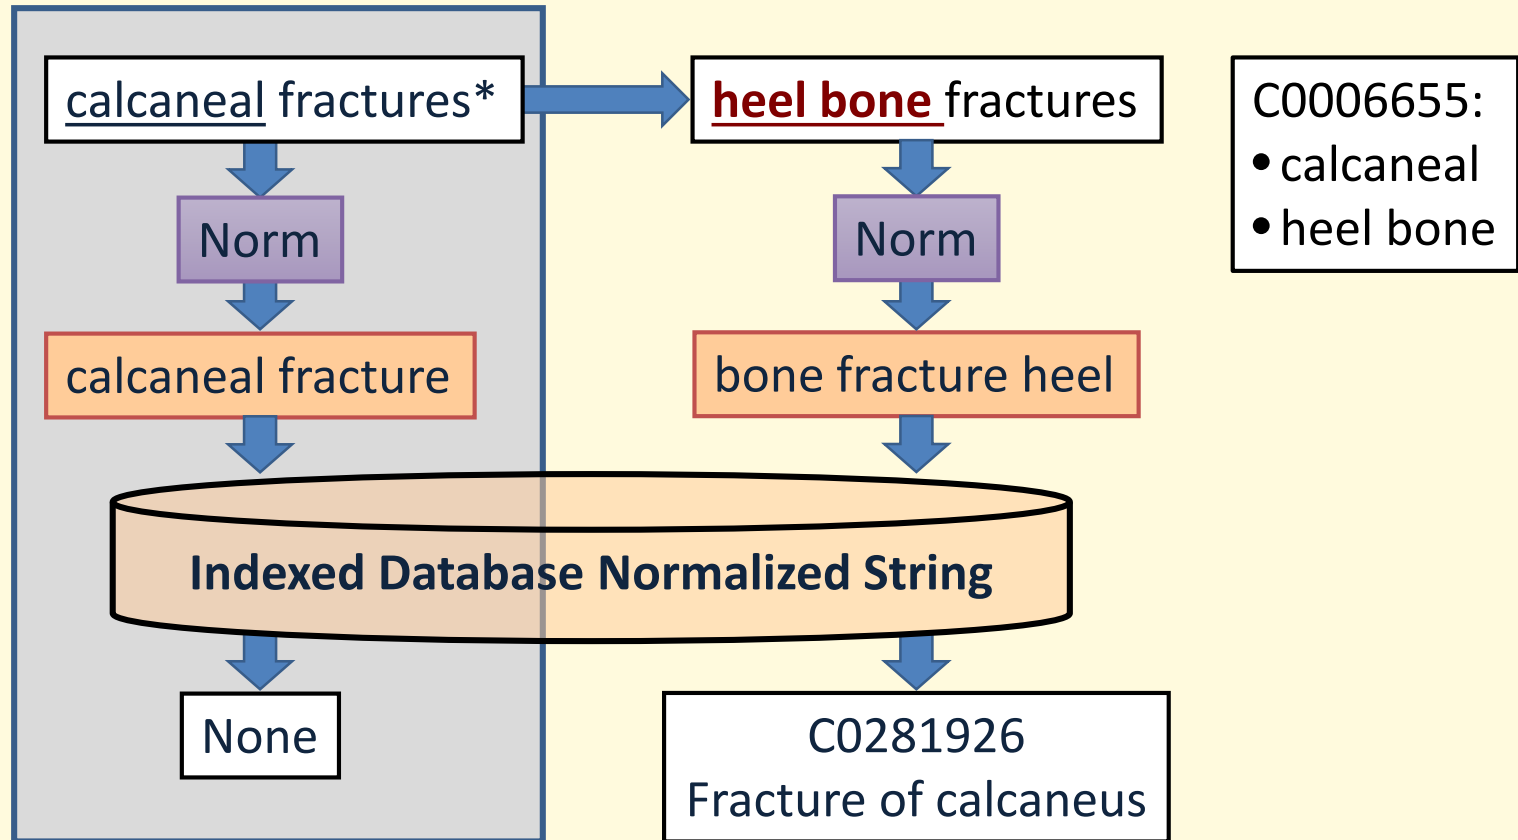 calcaneal fractures*
heel bone fractures
C0006655:
• calcaneal
• heel bone
Norm
Norm
calcaneal fracture
bone fracture heel
Indexed Database Normalized String
None
C0281926
Fracture of calcaneus